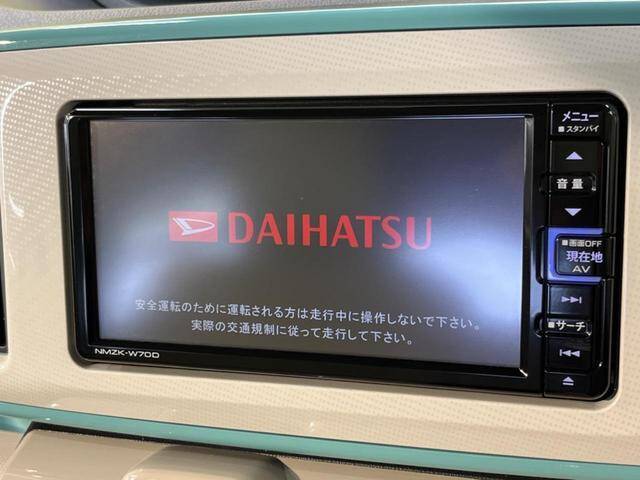 DAIHATSU
安全運転のために運転される方は走行中に操作しないで下さい。
実際の交通規制に従って走行して下さい。
NMZK-W70D
メニュー
■スタンバイ
▲
音量
▼
■画面OFF
現在地
AV
▶▶|
■サーチ
|◀◀
⏏